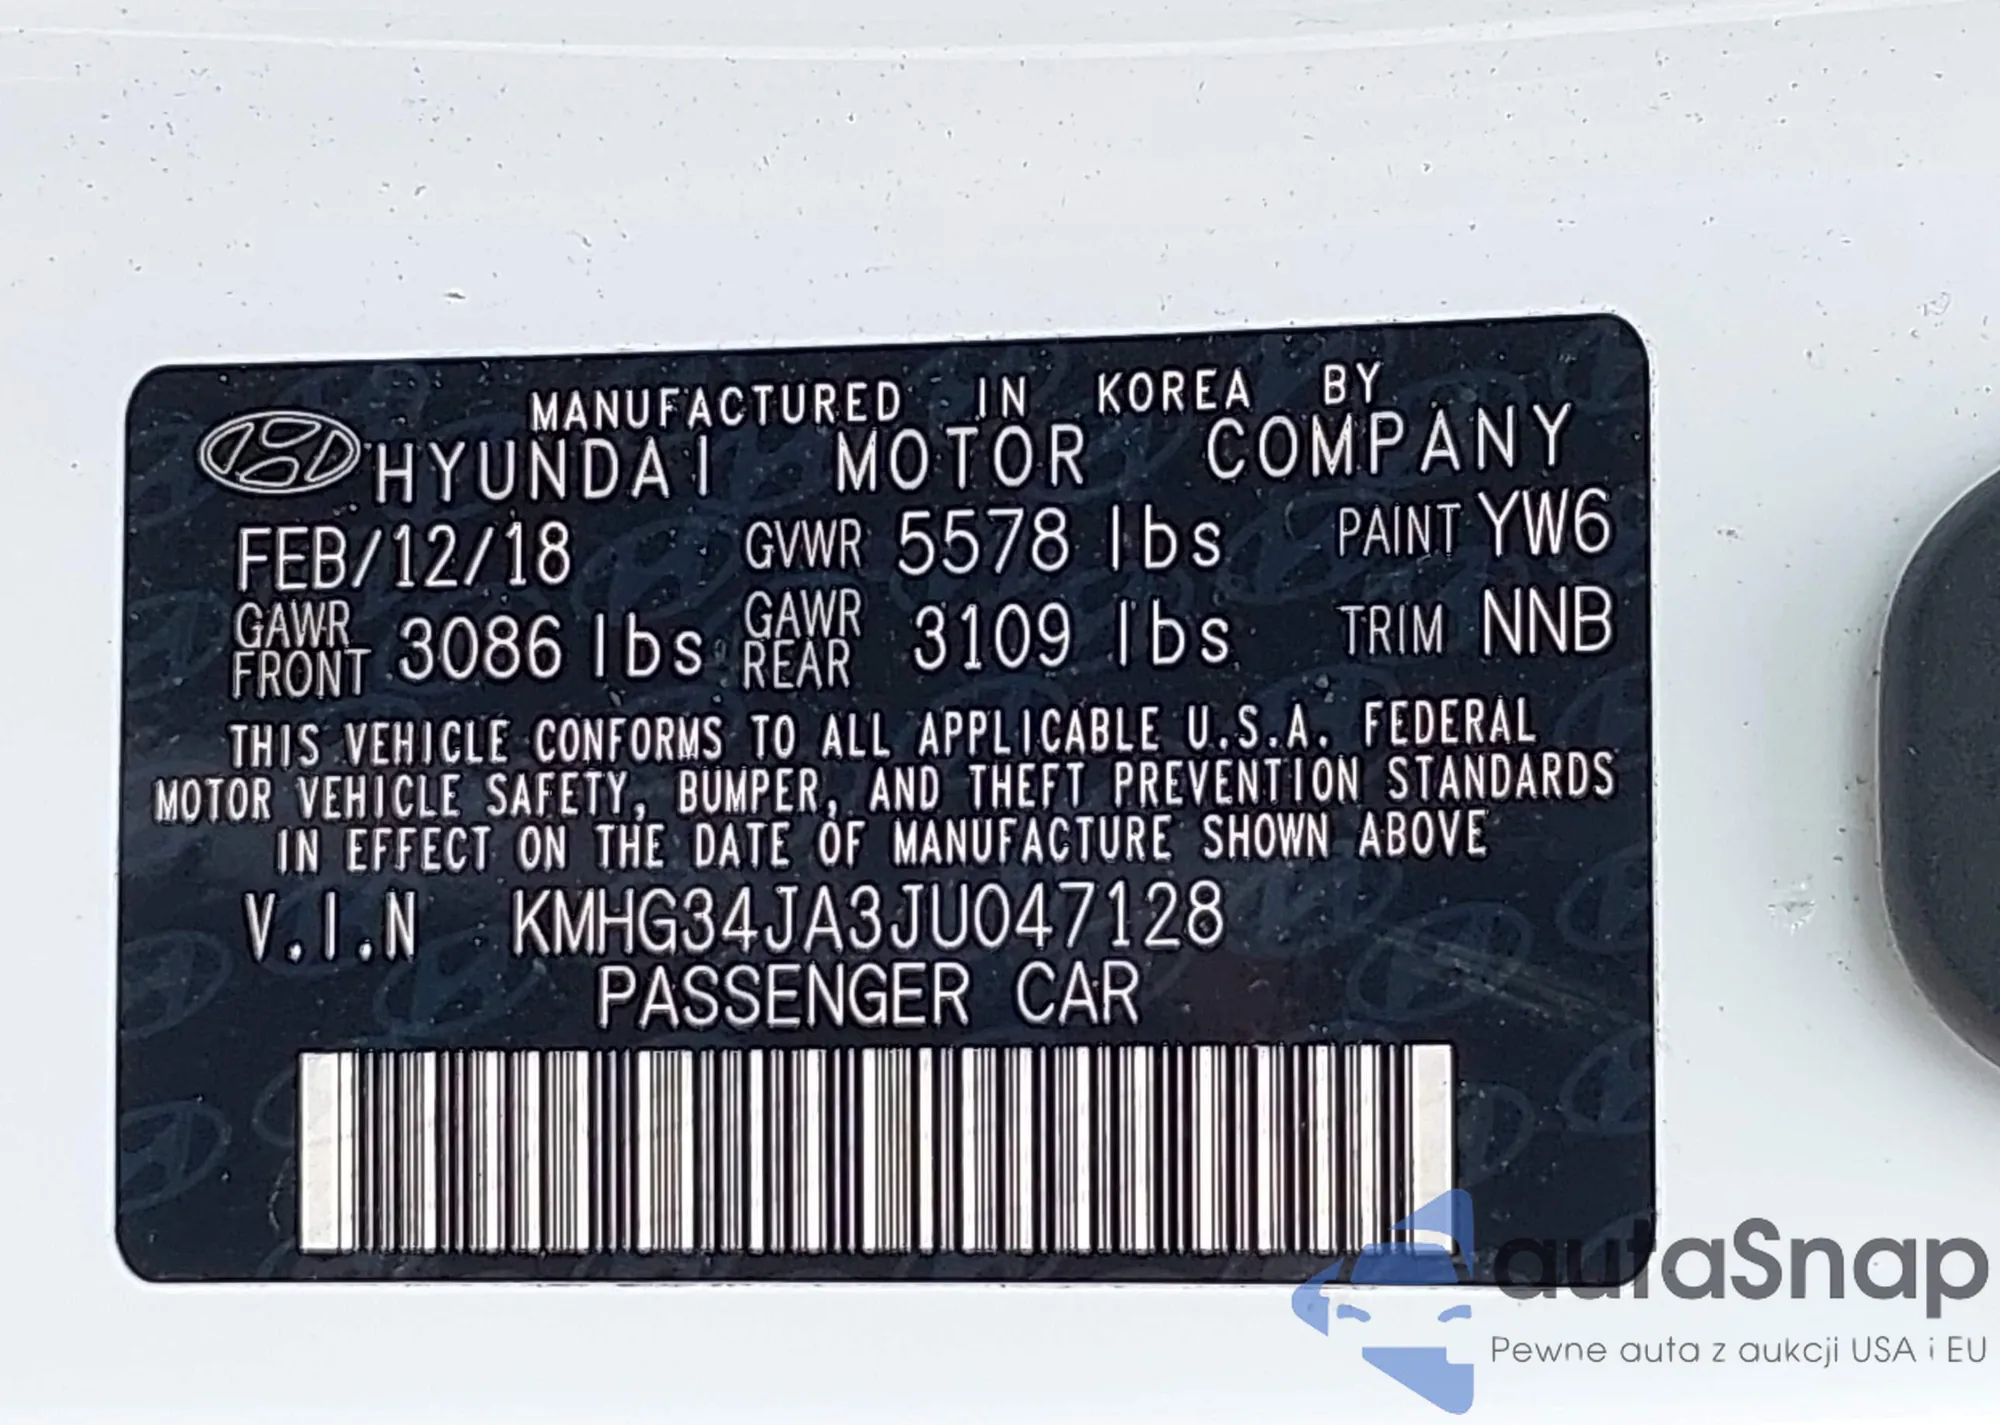 MANUFACTURED IN KOREA BY
HYUNDAI MOTOR COMPANY
FEB/12/18 GVWR 5578 lbs PAINT YW6
GAWR FRONT 3086 lbs GAWR REAR 3109 lbs TRIM NNB
THIS VEHICLE CONFORMS TO ALL APPLICABLE U.S.A. FEDERAL
MOTOR VEHICLE SAFETY, BUMPER, AND THEFT PREVENTION STANDARDS
IN EFFECT ON THE DATE OF MANUFACTURE SHOWN ABOVE
V.I.N KMHG34JA3JU047128
PASSENGER CAR
autaSnap
Pewne auta z aukcji USA i EU